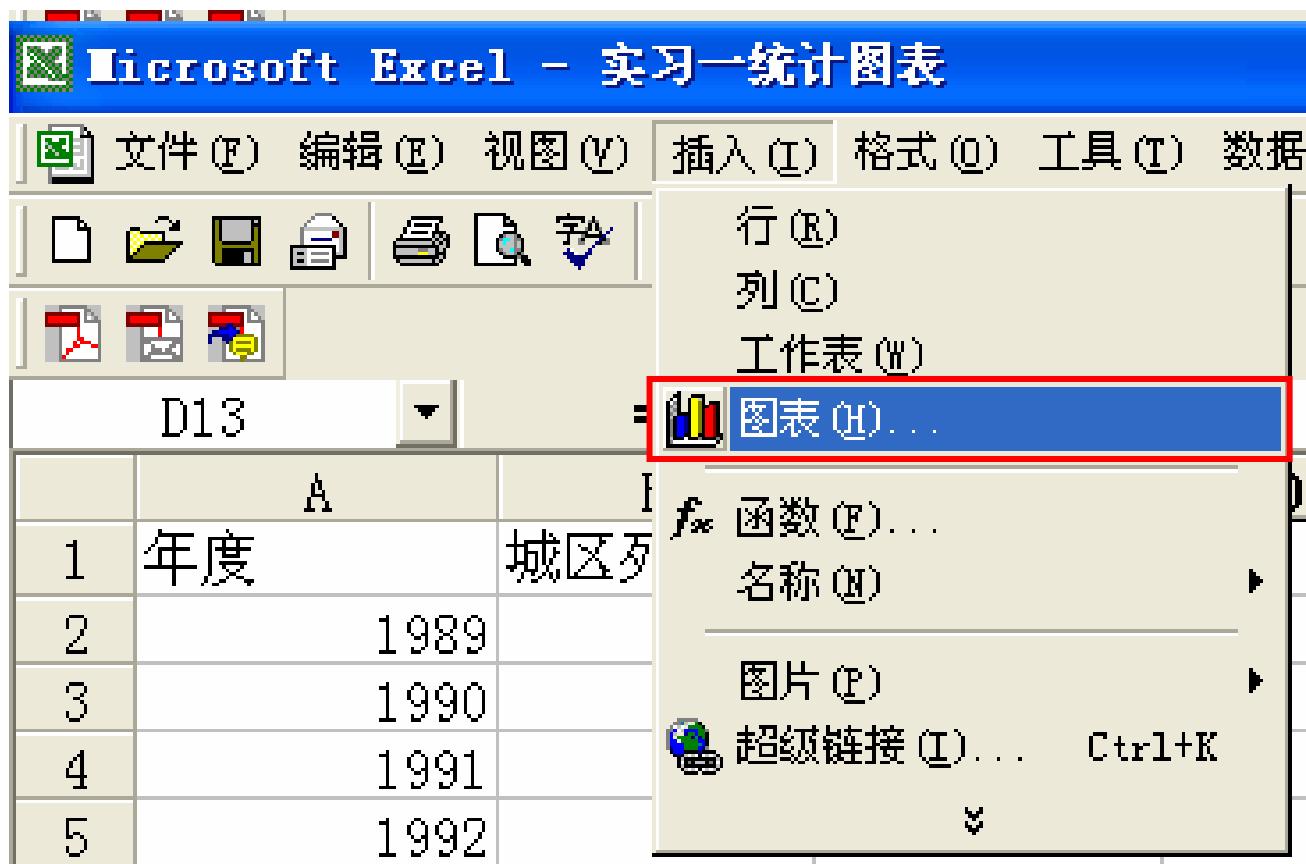 Microsoft Excel - 实习一统计图表
文件(F) 编辑(E) 视图(V) 插入(I) 格式(O) 工具(T) 数据
行(R)
列(C)
工作表(W)
D13 =
图表(H)...
A
函数(F)...
1 年度 城区
名称(N)
2 1989
3 1990
图片(P)
4 1991
超级链接(I)... Ctrl+K
5 1992